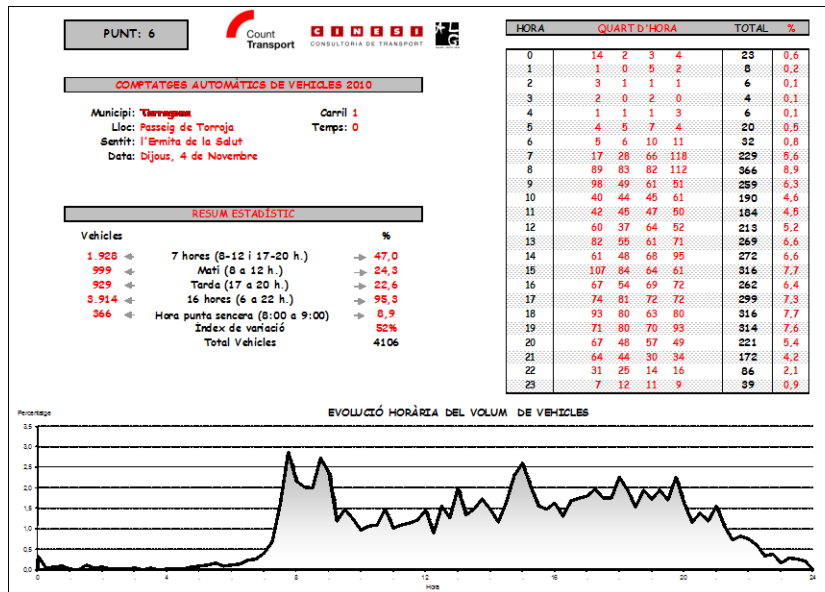 PUNT: 6
Count
Transport
CINESI
CONSULTORIA DE TRANSPORT
COMPTATGES AUTOMÀTICS DE VEHICLES 2010
Municipi: Carril 1
Lloc: Passeig de Torroja Temps: 0
Sentit: l'Ermita de la Salut
Data: Dijous, 4 de Novembre
RESUM ESTADÍSTIC
Vehicles %
1.928 7 hores (8-12 i 17-20 h.) 47,0
999 Matí (8 a 12 h.) 24,3
929 Tarda (17 a 20 h.) 22,6
3.914 16 hores (6 a 22 h.) 95,3
366 Hora punta sencera (8:00 a 9:00) 8,9
Índex de variació 52%
Total Vehicles 4106
HORA QUART D'HORA TOTAL %
0 14 2 3 4 23 0,6
1 1 0 5 2 8 0,2
2 3 1 1 1 6 0,1
3 2 0 2 0 4 0,1
4 1 1 1 3 6 0,1
5 4 5 7 4 20 0,5
6 5 6 10 11 32 0,8
7 17 28 66 118 229 5,6
8 89 83 82 112 366 8,9
9 98 49 61 51 259 6,3
10 40 44 45 61 190 4,6
11 42 45 47 50 184 4,5
12 60 37 64 52 213 5,2
13 82 55 61 71 269 6,6
14 61 48 68 95 272 6,6
15 107 84 64 61 316 7,7
16 67 54 69 72 262 6,4
17 74 81 72 72 299 7,3
18 93 80 63 80 316 7,7
19 71 80 70 93 314 7,6
20 67 48 57 49 221 5,4
21 64 44 30 34 172 4,2
22 31 25 14 16 86 2,1
23 7 12 11 9 39 0,9
EVOLUCIÓ HORÀRIA DEL VOLUM DE VEHICLES
Percentatge
3,5
3,0
2,5
2,0
1,5
1,0
0,5
0,0
0 4 8 12 16 20 24
Hora